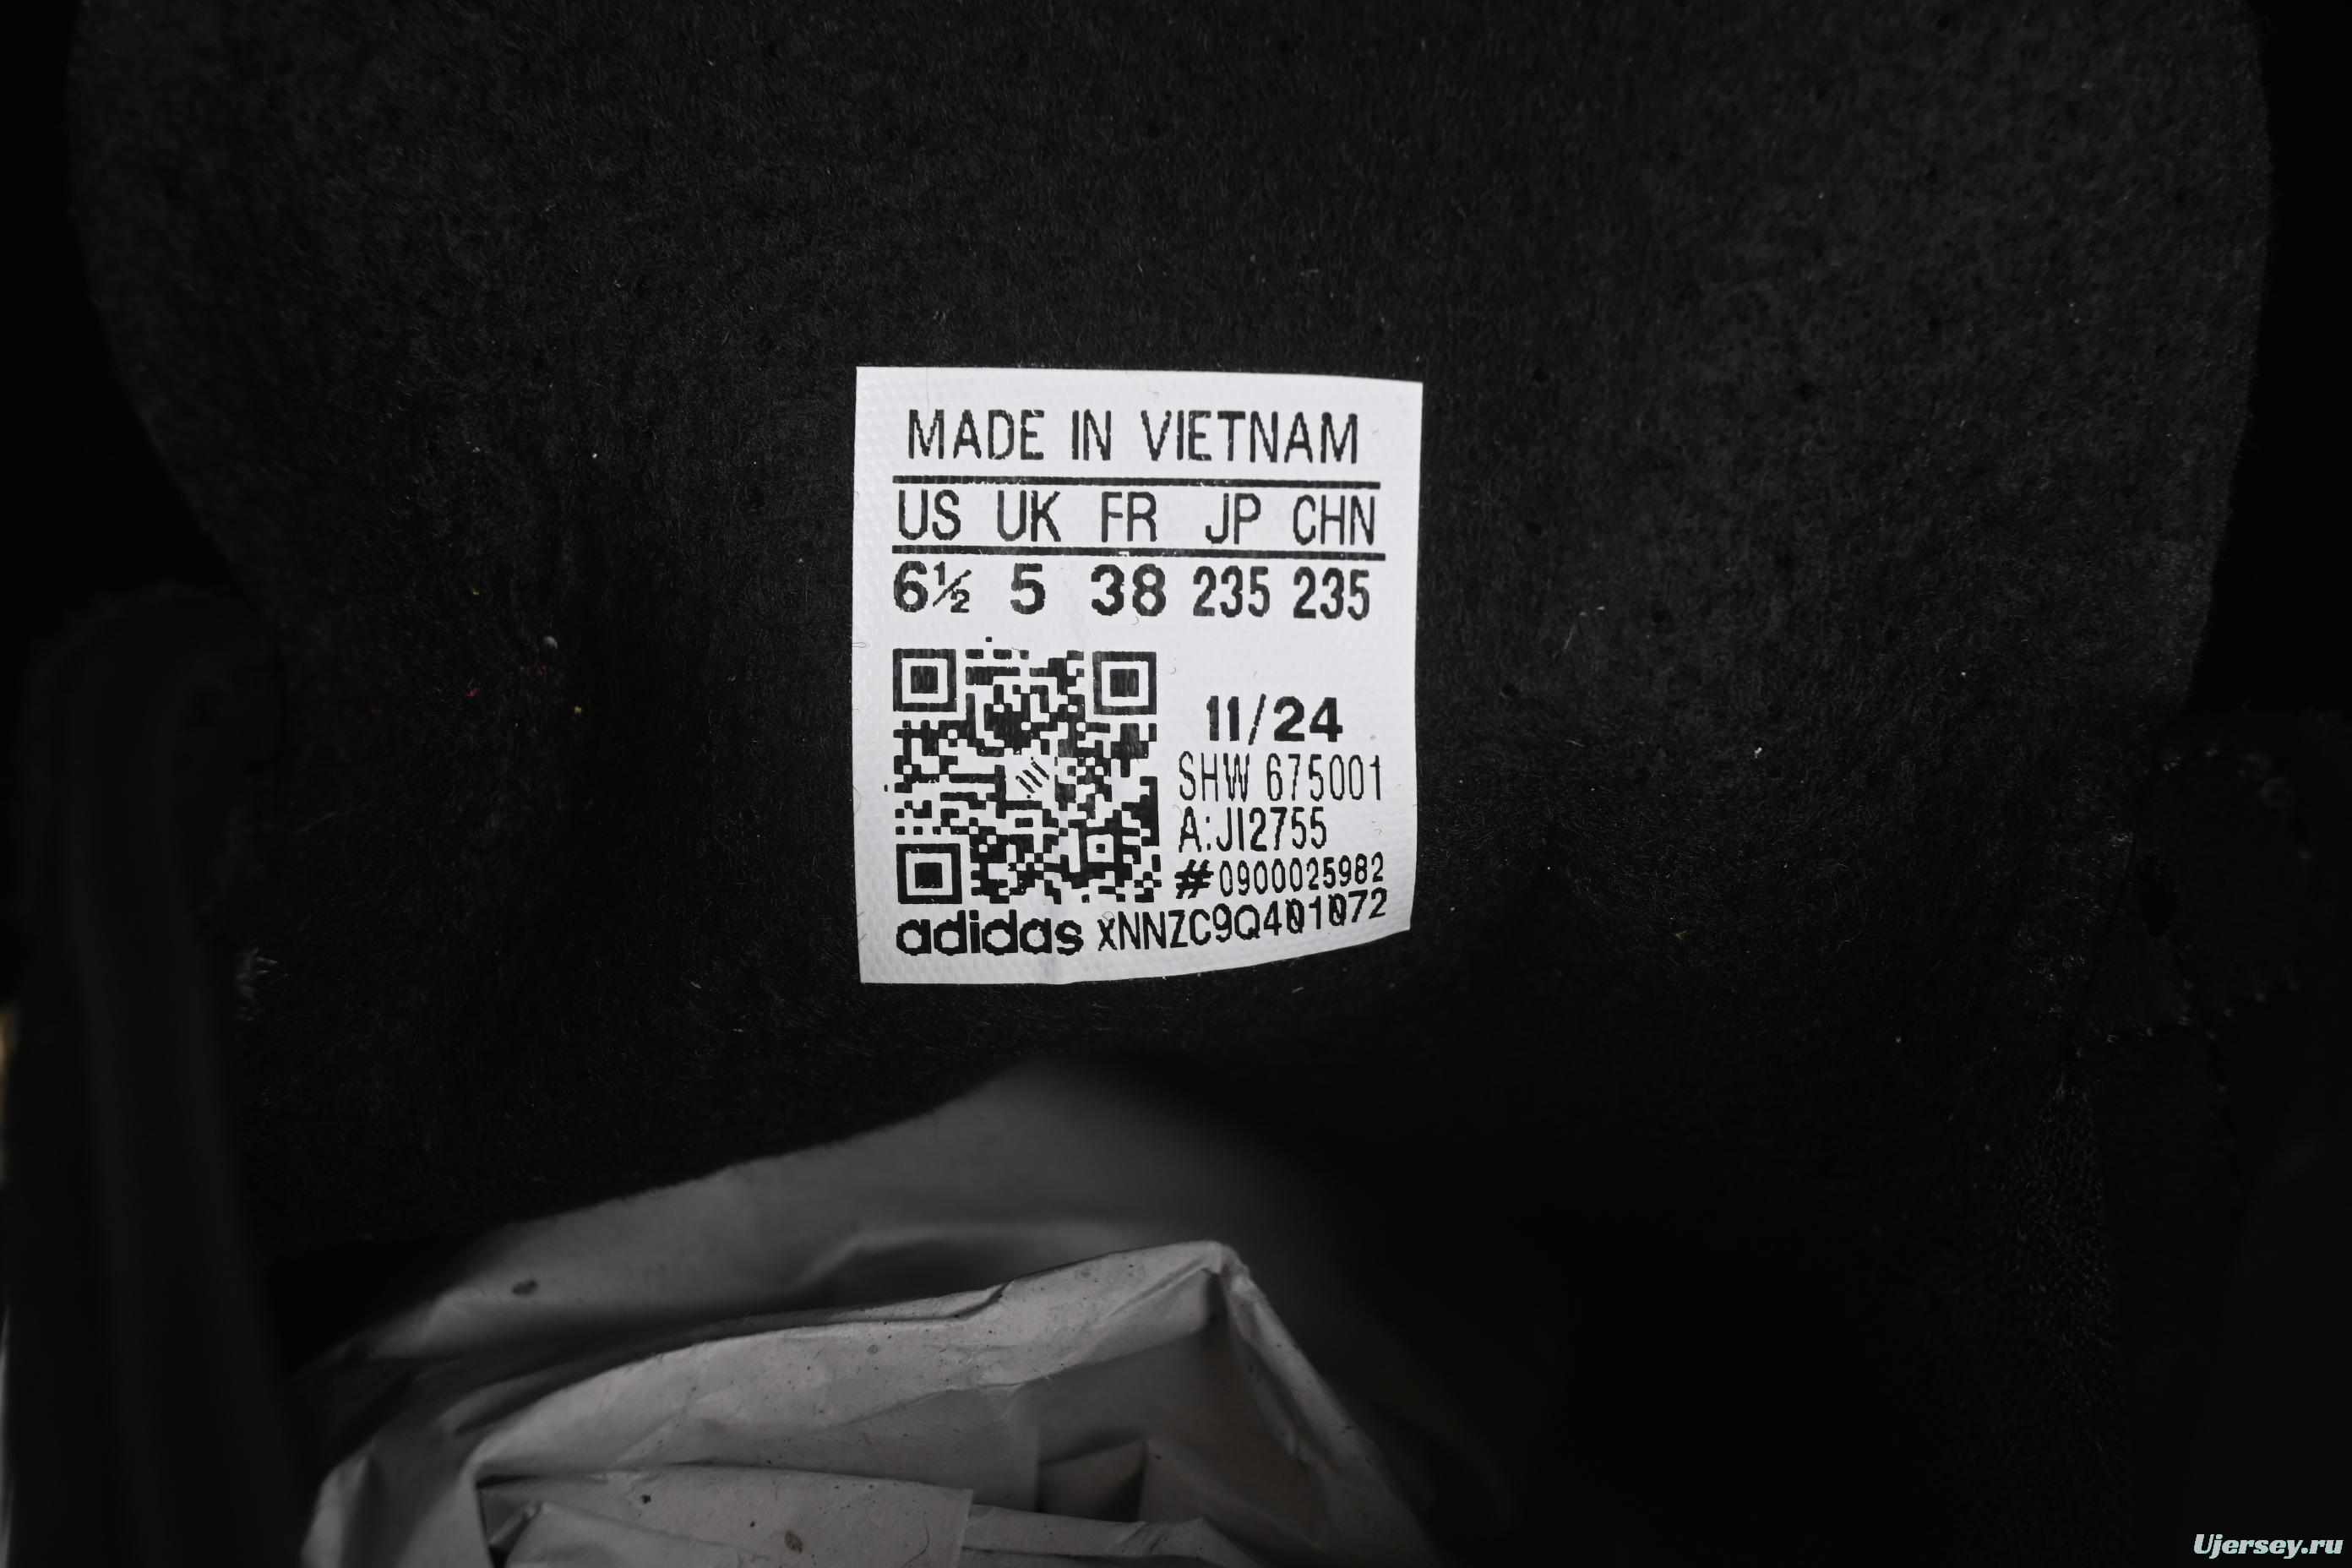 MADE IN VIETNAM
US UK FR JP CHN
6½ 5 38 235 235
11/24
SHW 675001
A:JI2755
#0900025982
adidas XNNZC9Q401072
Ujersey.ru